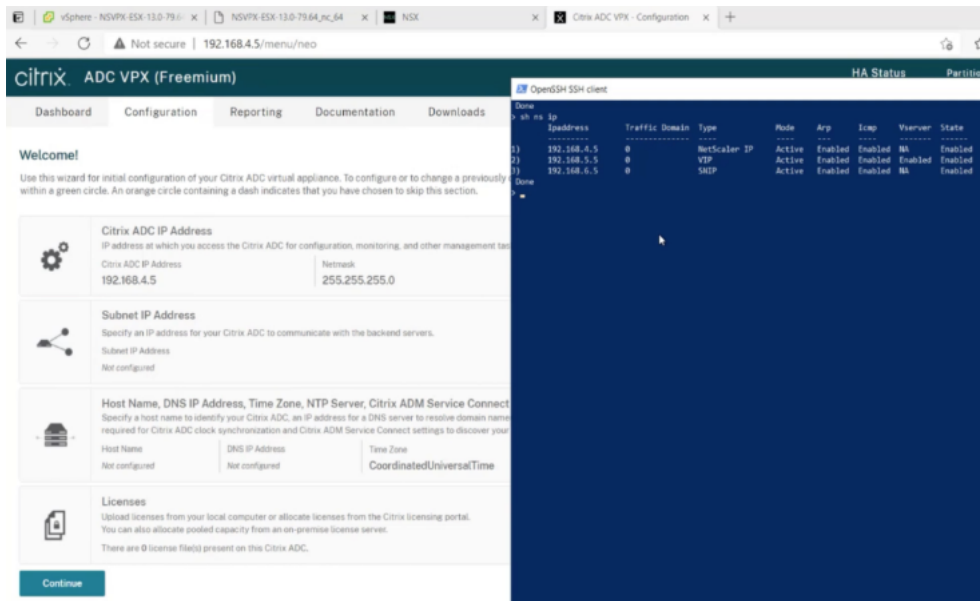 vSphere - NSVPX-ESX-13.0-79.6
NSVPX-ESX-13.0-79.64_nc_64
NSX
Citrix ADC VPX - Configuration
Not secure | 192.168.4.5/menu/neo
citrix. ADC VPX (Freemium)
HA Status
Partitio
Dashboard Configuration Reporting Documentation Downloads
Welcome!
Use this wizard for initial configuration of your Citrix ADC virtual appliance. To configure or to change a previously
within a green circle. An orange circle containing a dash indicates that you have chosen to skip this section.
Citrix ADC IP Address
IP address at which you access the Citrix ADC for configuration, monitoring, and other management tas
Citrix ADC IP Address Netmask
192.168.4.5 255.255.255.0
Subnet IP Address
Specify an IP address for your Citrix ADC to communicate with the backend servers.
Subnet IP Address
Not configured
Host Name, DNS IP Address, Time Zone, NTP Server, Citrix ADM Service Connect
Specify a host name to identify your Citrix ADC, an IP address for a DNS server to resolve domain name
required for Citrix ADC clock synchronization and Citrix ADM Service Connect settings to discover your
Host Name DNS IP Address Time Zone
Not configured Not configured CoordinatedUniversalTime
Licenses
Upload licenses from your local computer or allocate licenses from the Citrix licensing portal.
You can also allocate pooled capacity from an on-premise license server.
There are 0 license file(s) present on this Citrix ADC.
Continue
OpenSSH SSH client
Done
> sh ns ip
Ipaddress Traffic Domain Type Mode Arp Icmp Vserver State
--------- -------------- ---- ---- --- ---- ------- -----
1) 192.168.4.5 0 NetScaler IP Active Enabled Enabled NA Enabled
2) 192.168.5.5 0 VIP Active Enabled Enabled Enabled Enabled
3) 192.168.6.5 0 SNIP Active Enabled Enabled NA Enabled
Done
>